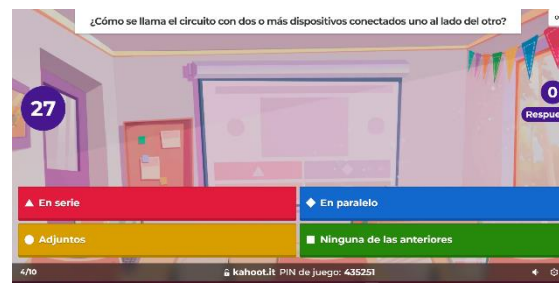 ¿Cómo se llama el circuito con dos o más dispositivos conectados uno al lado del otro?
27
0
En serie
En paralelo
Adjuntos
Ninguna de las anteriores
4/10
kahoot.it PIN de juego: 435251